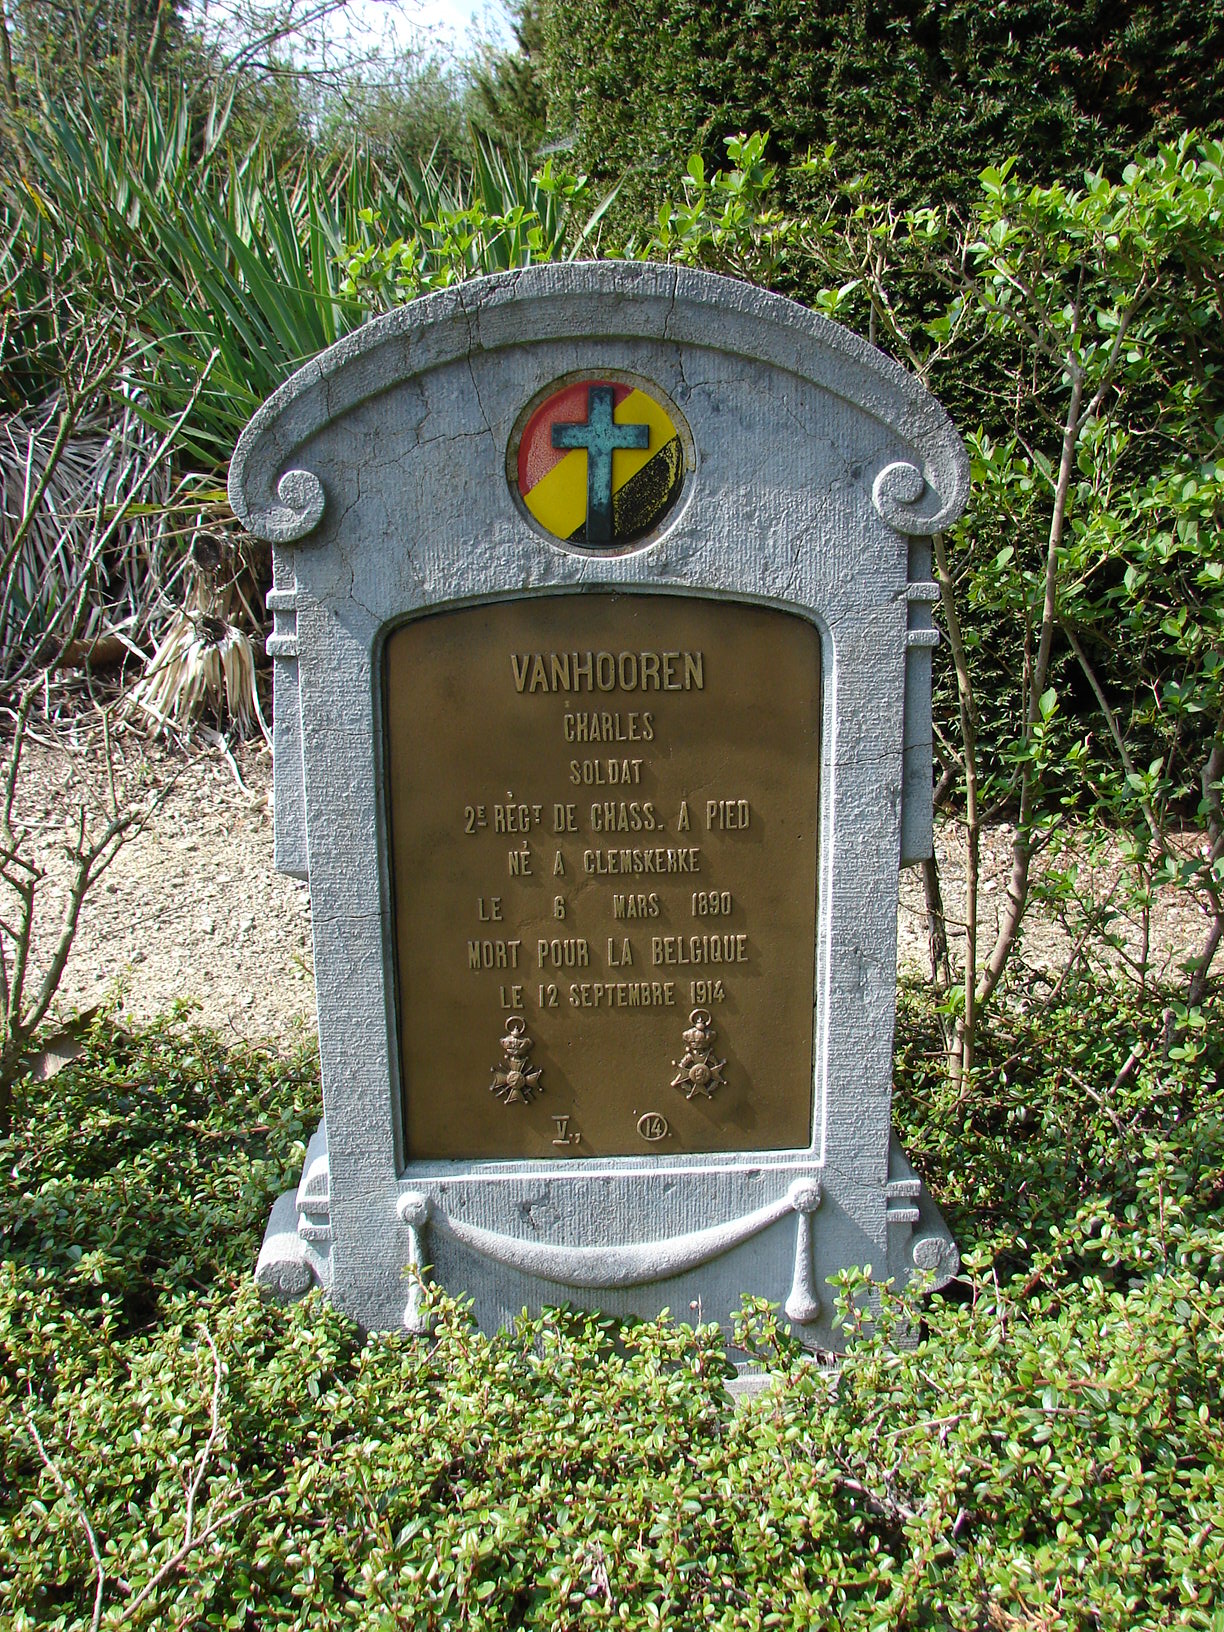 VANHOOREN
CHARLES
SOLDAT
2E RÉGT DE CHASS. A PIED
NÉ A CLEMSKERKE
LE 6 MARS 1890
MORT POUR LA BELGIQUE
LE 12 SEPTEMBRE 1914
V., 14.